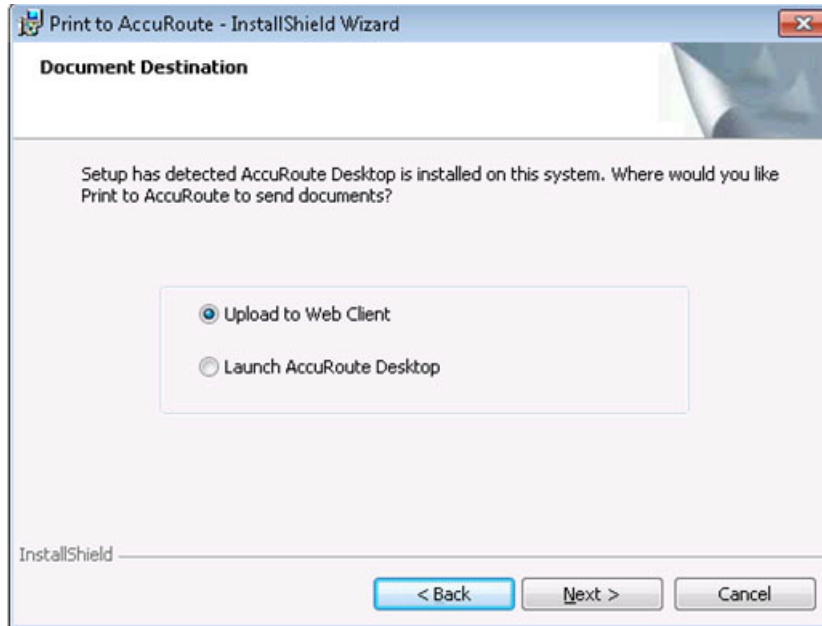 Print to AccuRoute - InstallShield Wizard
Document Destination
Setup has detected AccuRoute Desktop is installed on this system. Where would you like
Print to AccuRoute to send documents?
Upload to Web Client
Launch AccuRoute Desktop
InstallShield
< Back Next > Cancel